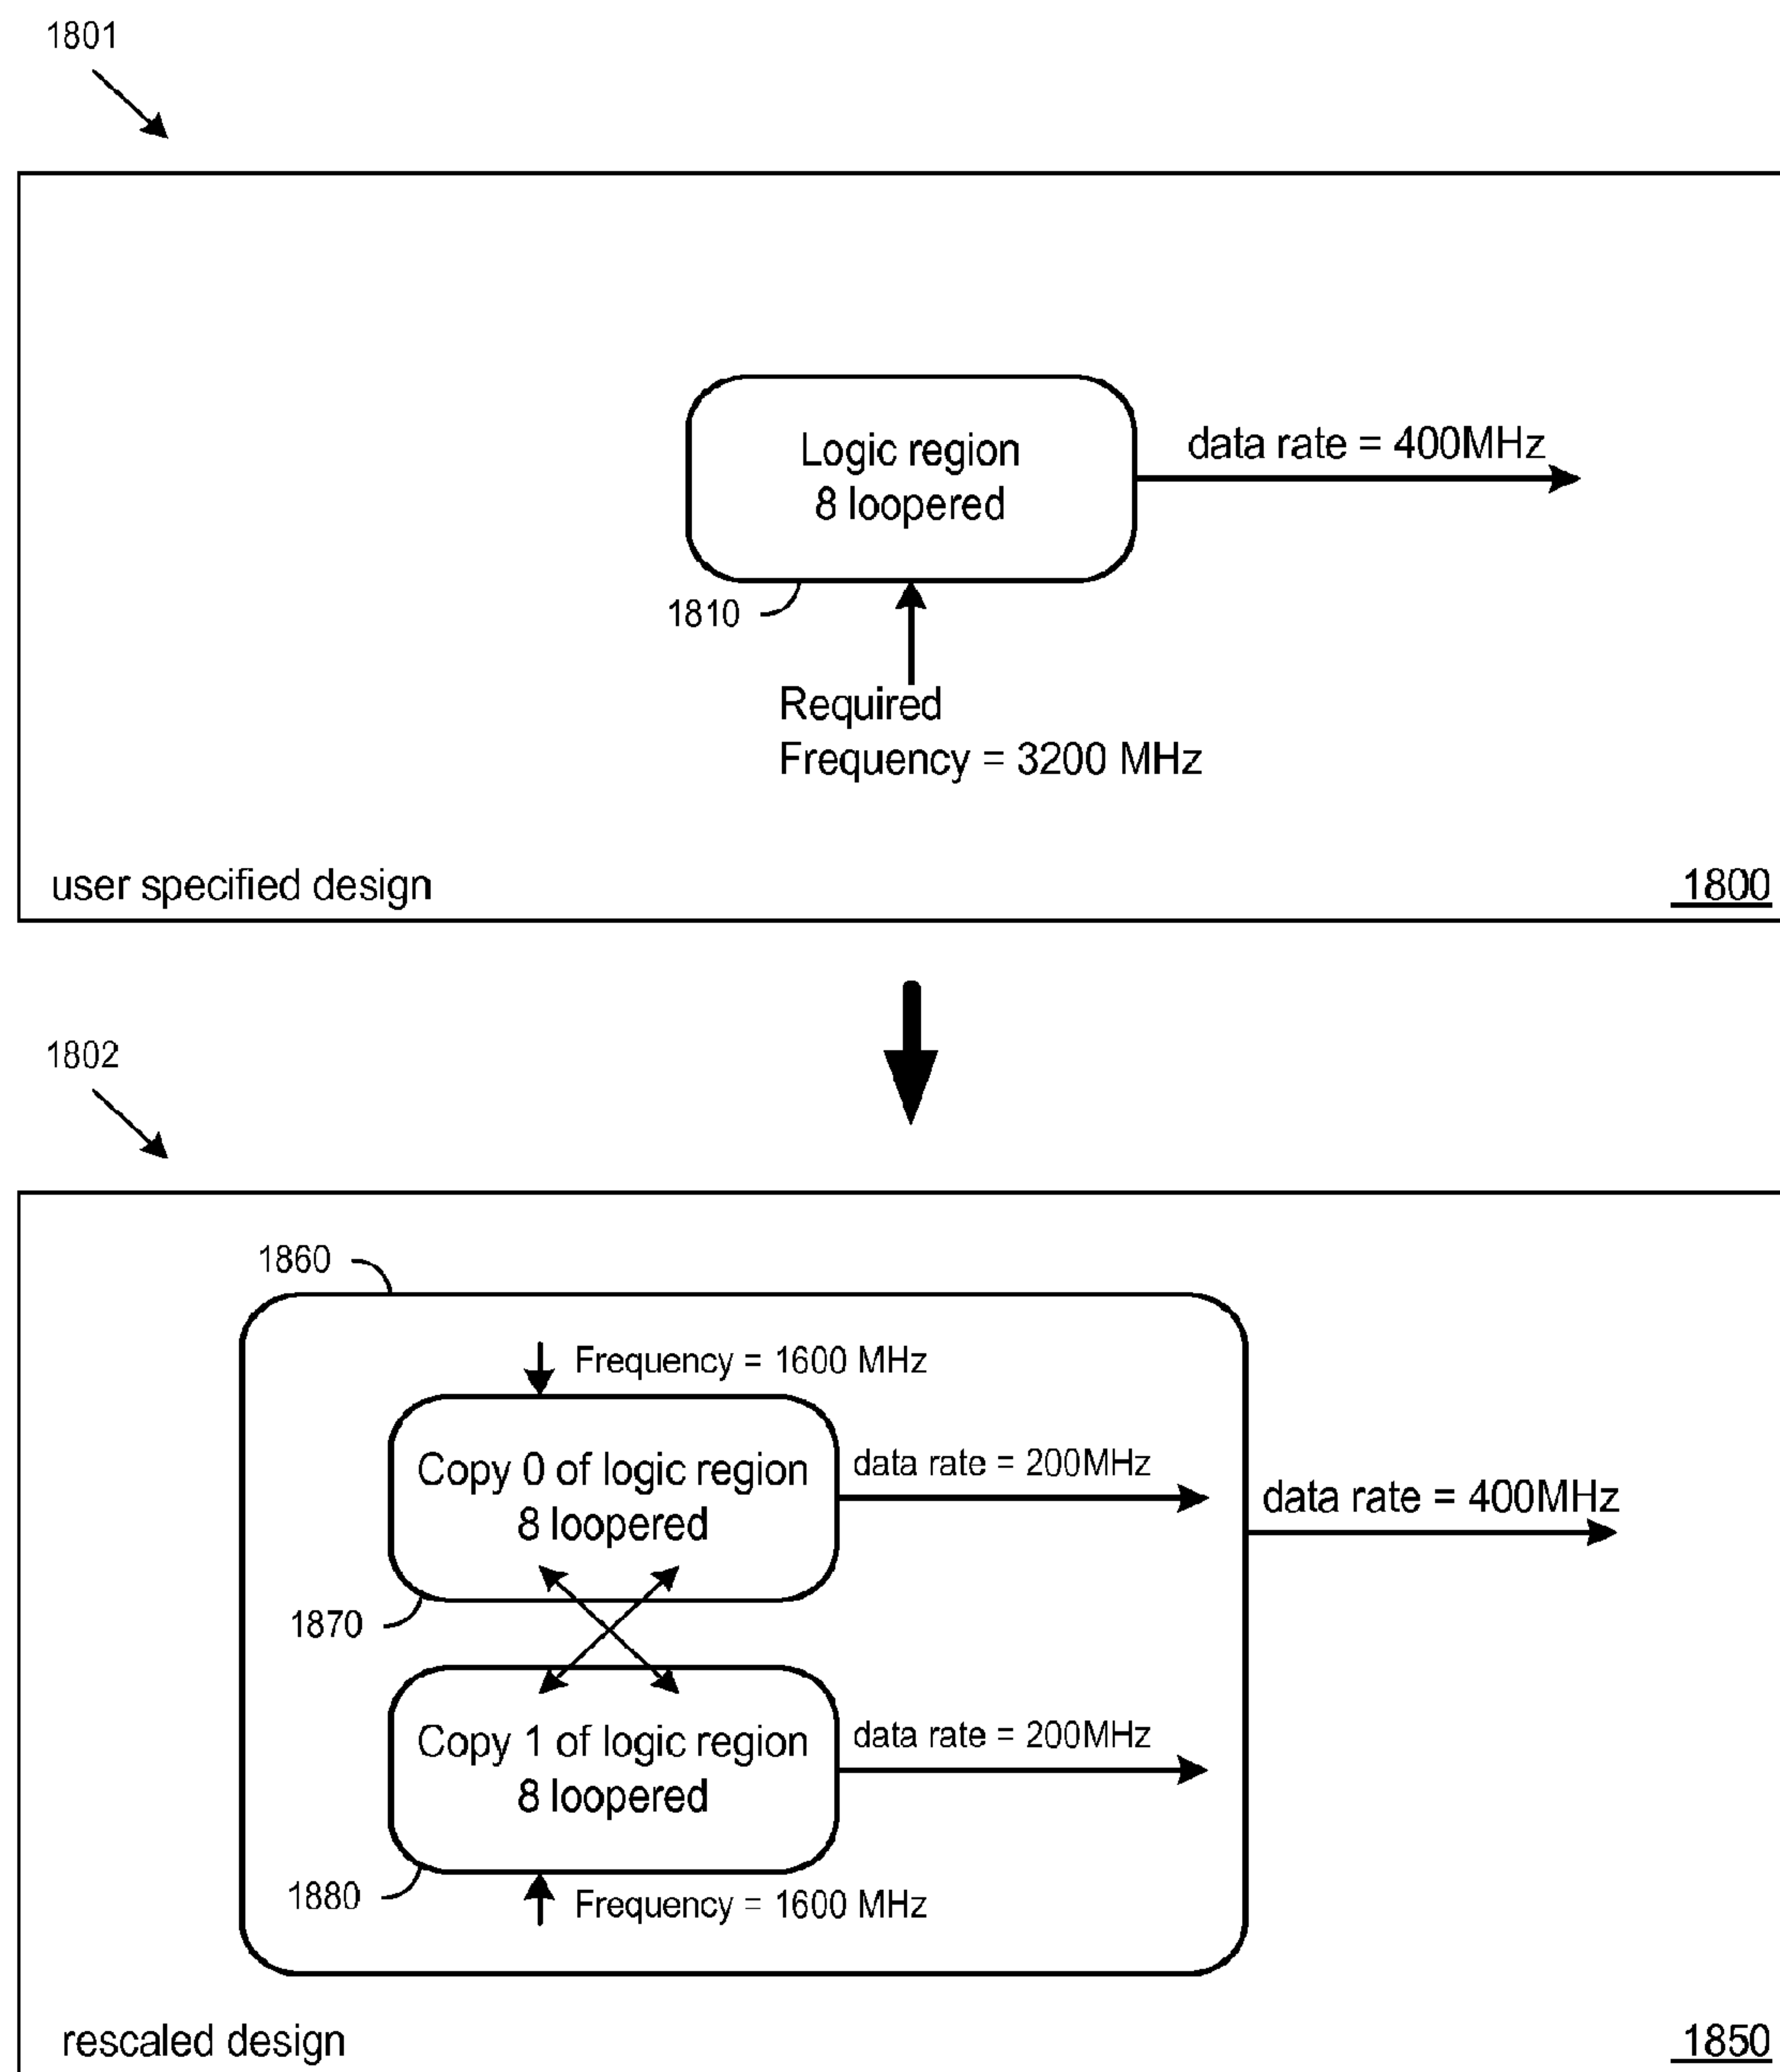 1801
Logic region
8 loopered
data rate = 400MHz
1810
Required
Frequency = 3200 MHz
user specified design
1800
1802
1860
Frequency = 1600 MHz
Copy 0 of logic region
8 loopered
data rate = 200MHz
data rate = 400MHz
1870
Copy 1 of logic region
8 loopered
data rate = 200MHz
1880
Frequency = 1600 MHz
rescaled design
1850